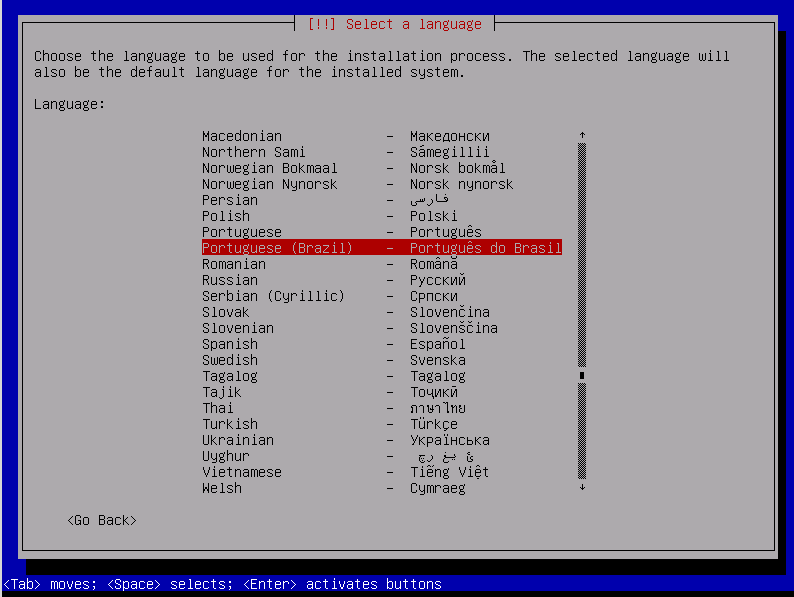 [!!] Select a language
Choose the language to be used for the installation process. The selected language will
also be the default language for the installed system.
Language:
Macedonian - Македонски
Northern Sami - Sámegillii
Norwegian Bokmaal - Norsk bokmål
Norwegian Nynorsk - Norsk nynorsk
Persian - فارسی
Polish - Polski
Portuguese - Português
Portuguese (Brazil) - Português do Brasil
Romanian - Română
Russian - Русский
Serbian (Cyrillic) - Српски
Slovak - Slovenčina
Slovenian - Slovenščina
Spanish - Español
Swedish - Svenska
Tagalog - Tagalog
Tajik - Тоҷикӣ
Thai - ภาษาไทย
Turkish - Türkçe
Ukrainian - Українська
Uyghur -
Vietnamese - Tiếng Việt
Welsh - Cymraeg
<Go Back>
<Tab> moves; <Space> selects; <Enter> activates buttons